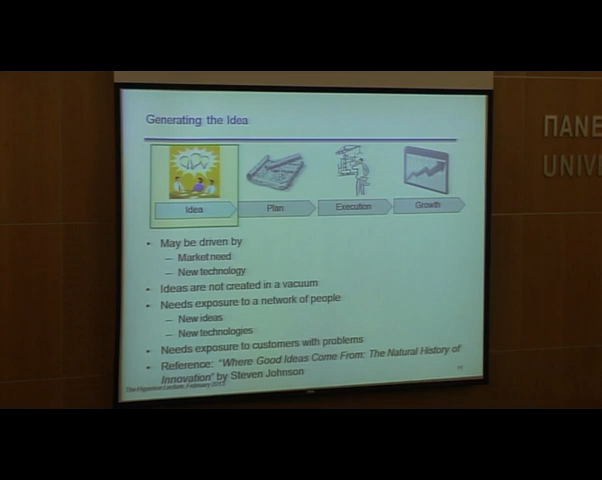 Generating the Idea
ΠΑΝΕ
UNIVE
Idea
Plan
Execution
Growth
• May be driven by
– Market need
– New technology
• Ideas are not created in a vacuum
• Needs exposure to a network of people
– New ideas
– New technologies
• Needs exposure to customers with problems
• Reference: "Where Good Ideas Come From: The Natural History of
Innovation" by Steven Johnson